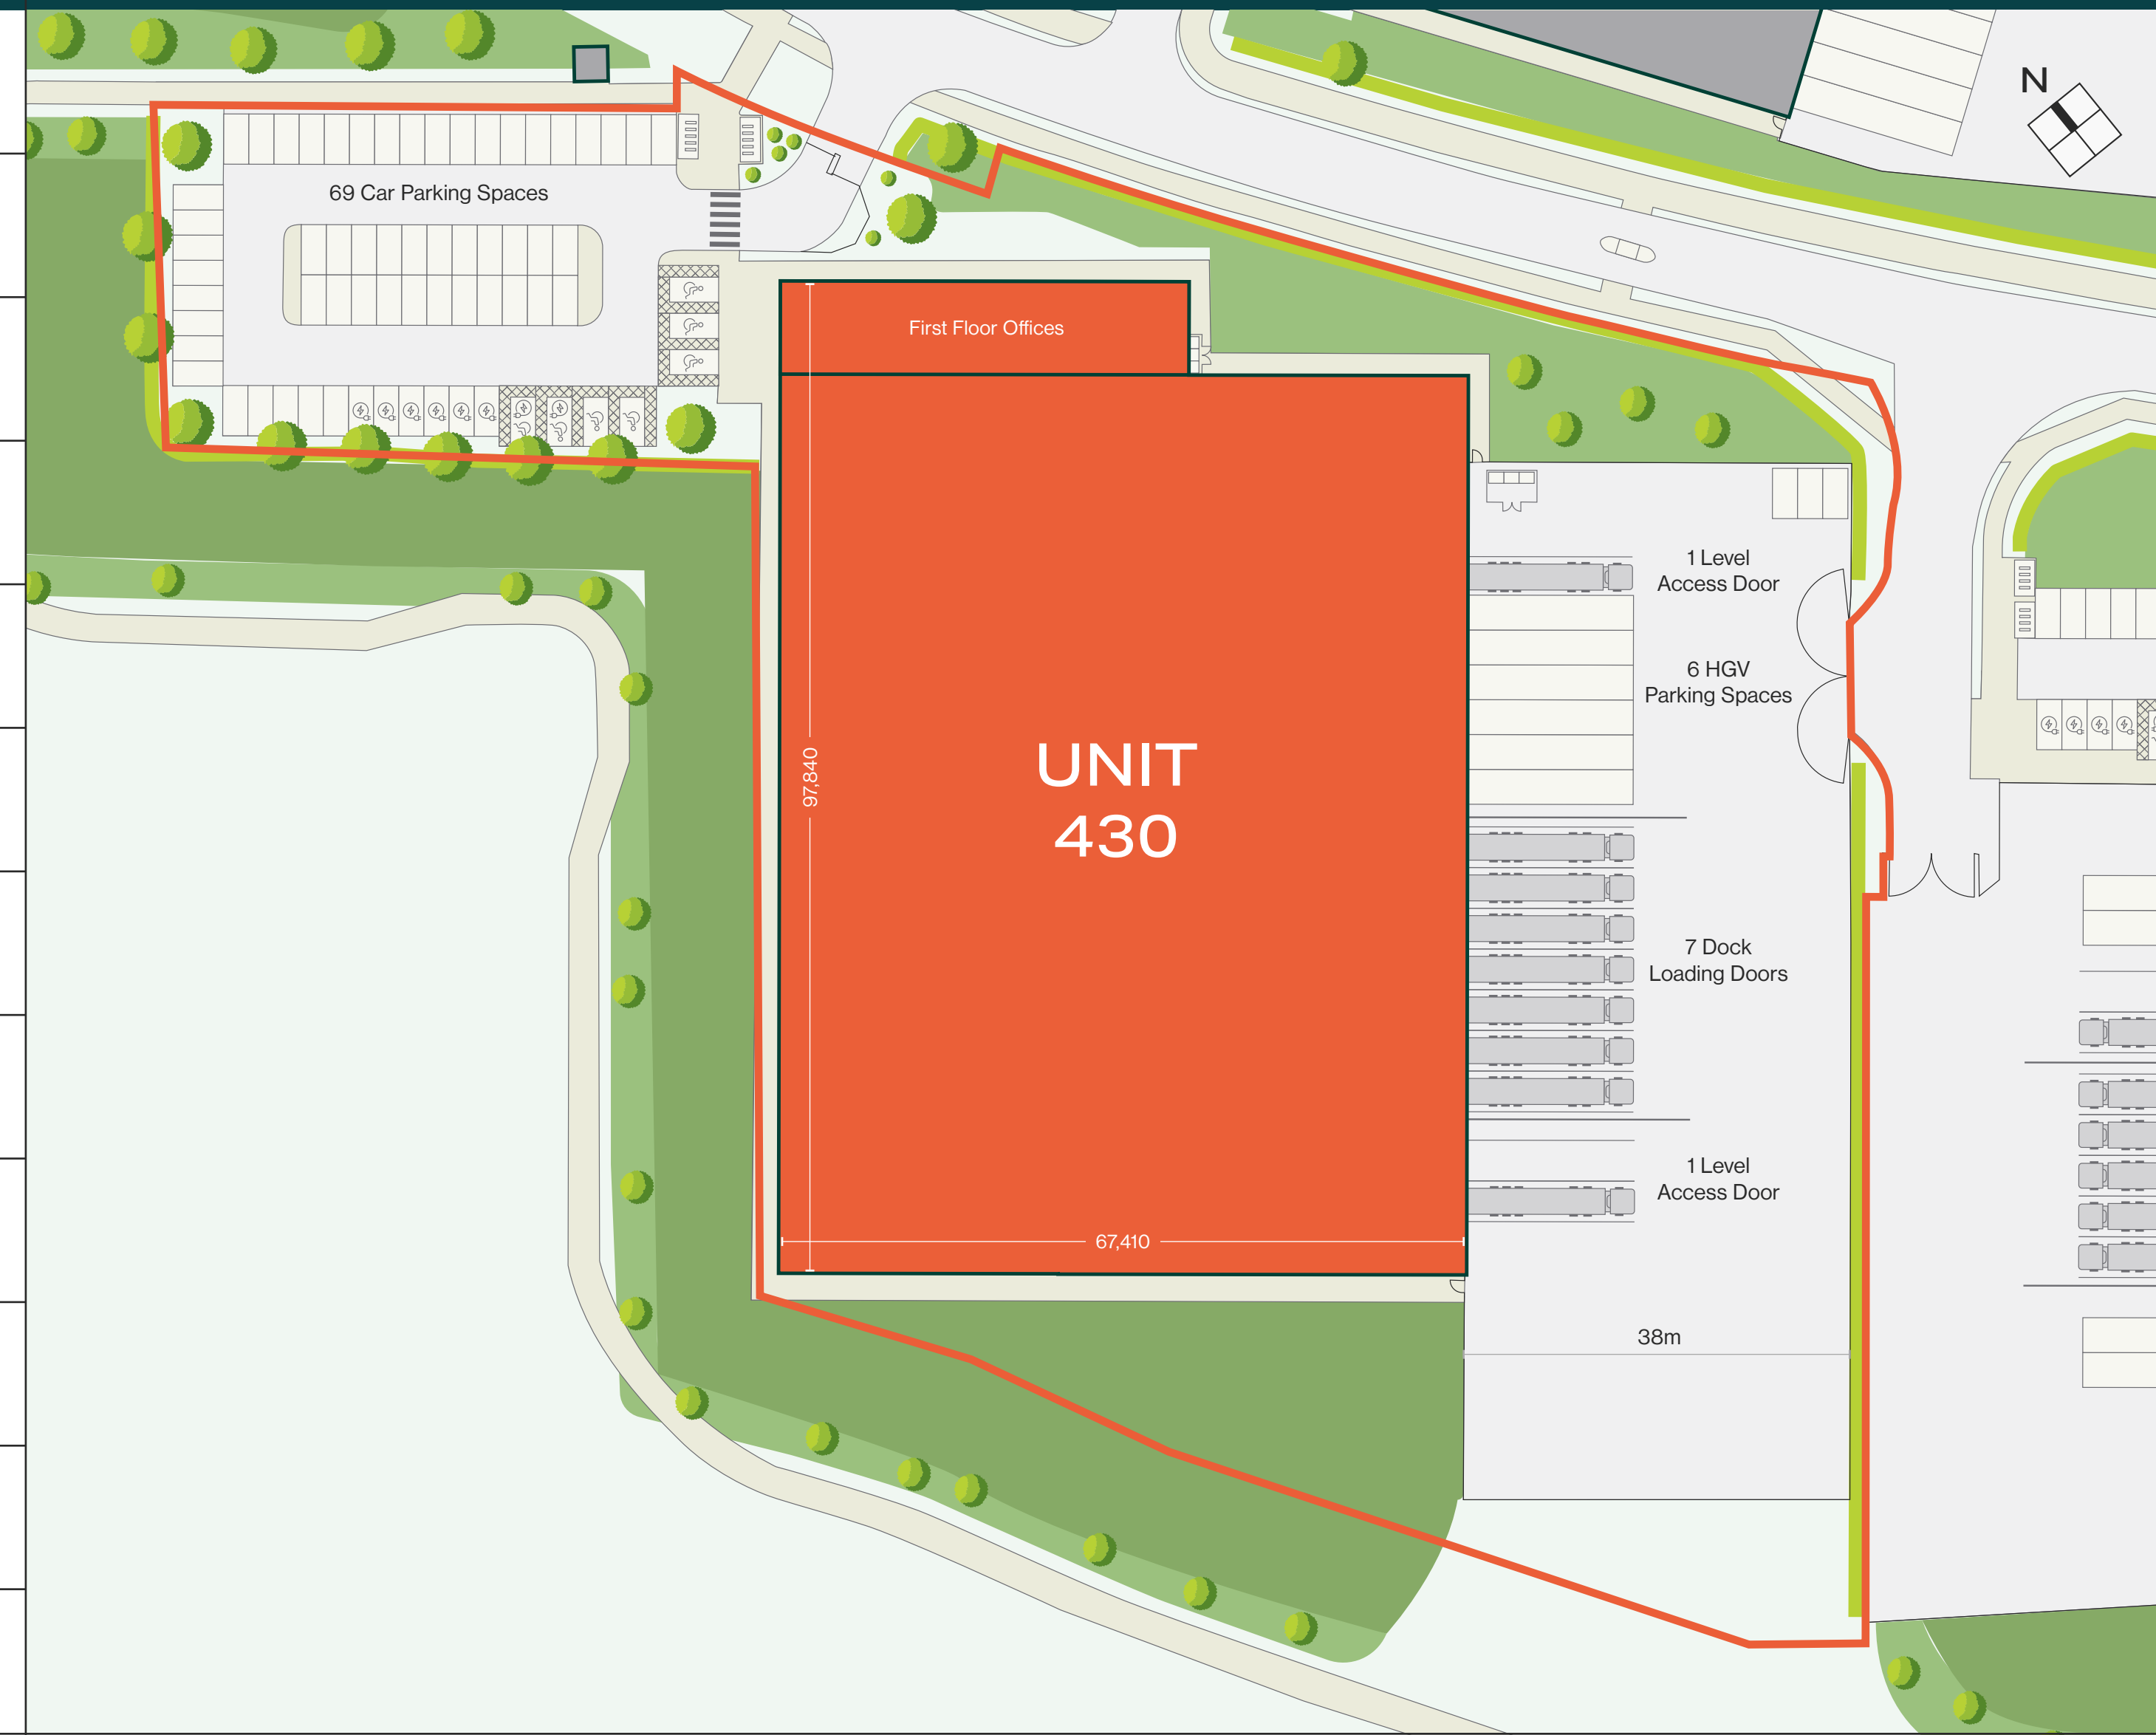 N
69 Car Parking Spaces
First Floor Offices
1 Level
Access Door
6 HGV
Parking Spaces
UNIT
430
97,840
7 Dock
Loading Doors
1 Level
Access Door
67,410
38m